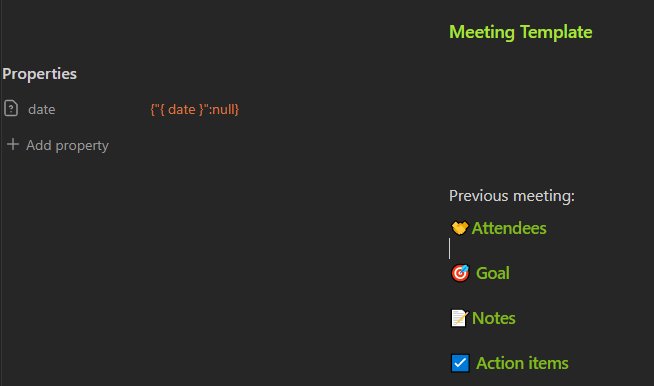 Meeting Template
Properties
date {"{ date }":null}
Add property
Previous meeting:
Attendees
Goal
Notes
Action items